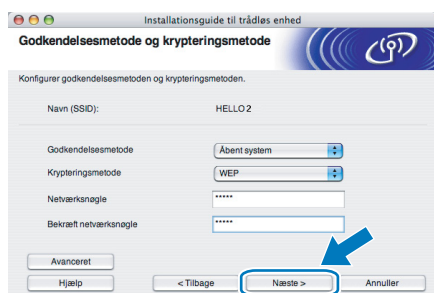 Installationsguide til trådløs enhed
Godkendelsesmetode og krypteringsmetode
Konfigurer godkendelsesmetoden og krypteringsmetoden.
Navn (SSID): HELLO 2
Godkendelsesmetode Åbent system
Krypteringsmetode WEP
Netværksnøgle *****
Bekræft netværksnøgle *****
Avanceret
Hjælp < Tilbage Næste > Annuller